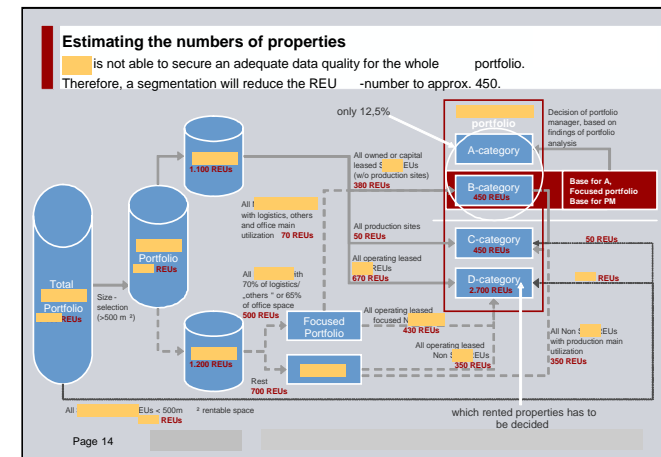 Estimating the numbers of properties
is not able to secure an adequate data quality for the whole portfolio.
Therefore, a segmentation will reduce the REU -number to approx. 450.
only 12,5%
portfolio
Decision of portfolio
manager, based on
findings of portfolio
analysis
A-category
1.100 REUs
All owned or capital
leased
(w/o production sites)
380 REUs
B-category
450 REUs
Base for A,
Focused portfolio
Base for PM
All
with logistics, others
and office main
utilization 70 REUs
All production sites
50 REUs
C-category
450 REUs
50 REUs
Portfolio
REUs
All operating leased
REUs
670 REUs
D-category
2.700 REUs
REUs
Total
Portfolio
REUs
Size -
selection
(>500 m ²)
All
70% of logistics/
„others “ or 65%
of office space
500 REUs
Focused
Portfolio
All operating leased
focused
430 REUs
1.200 REUs
All operating leased
Non
350 REUs
All Non
with production main
utilization
350 REUs
Rest
700 REUs
All EUs < 500m ² rentable space
REUs
which rented properties has to
be decided
Page 14